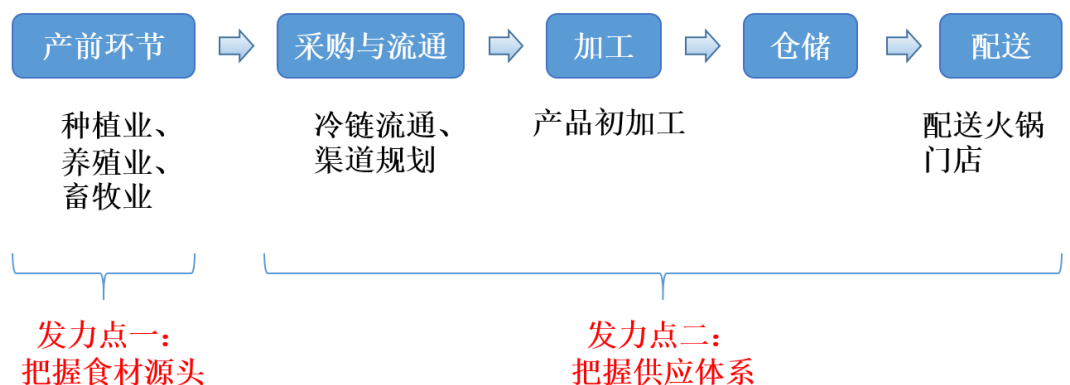 产前环节
采购与流通
加工
仓储
配送
种植业、
养殖业、
畜牧业
冷链流通、
渠道规划
产品初加工
配送火锅
门店
发力点一：
把握食材源头
发力点二：
把握供应体系